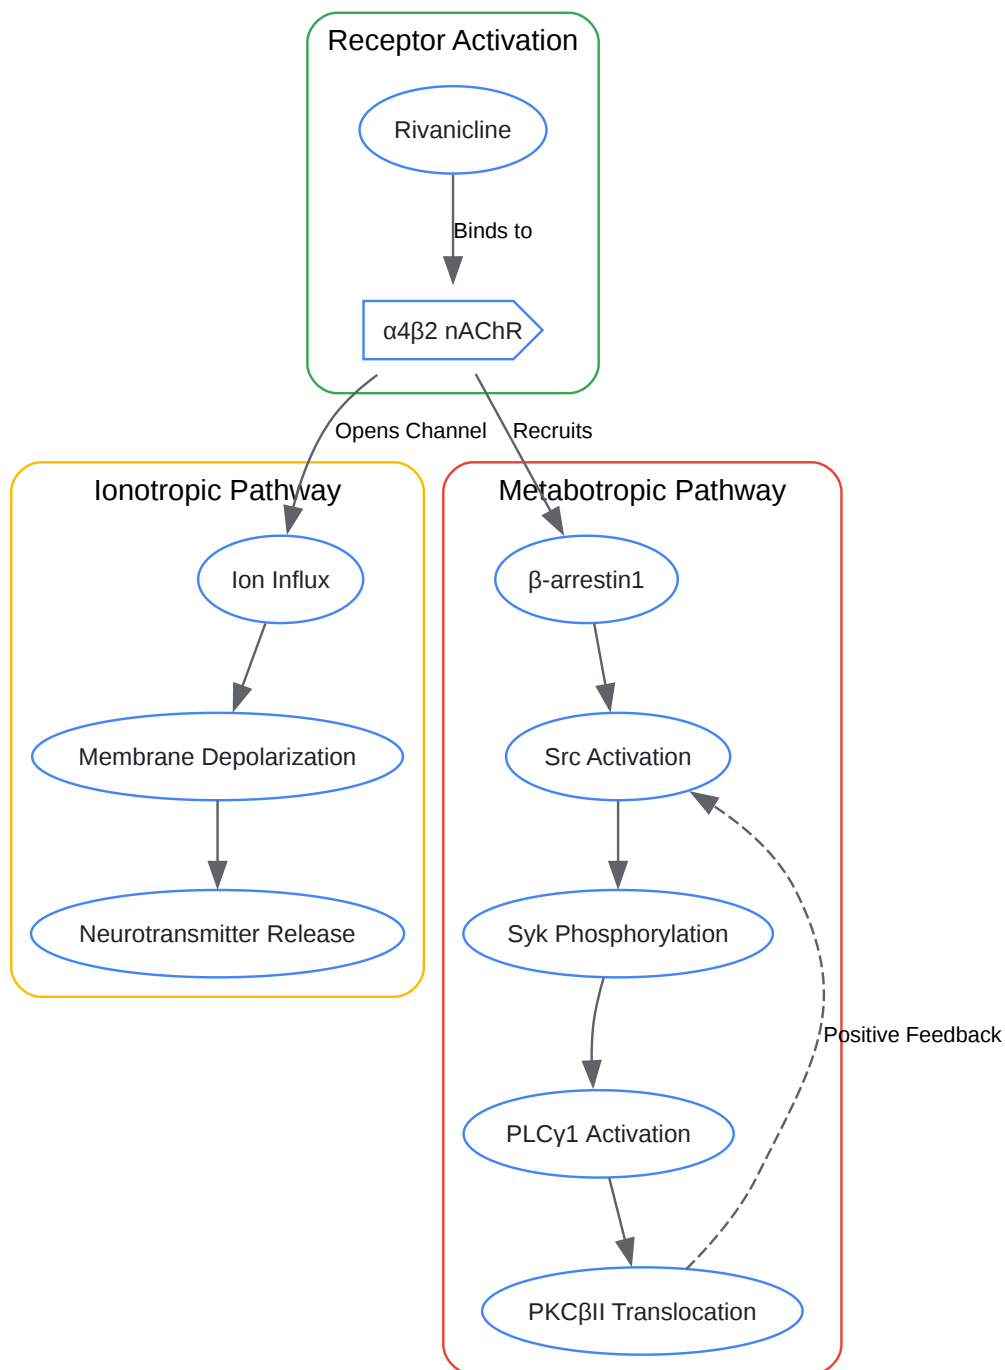 Receptor Activation
Rivanicline
Binds to
α4β2 nAChR
Opens Channel
Recruits
Ionotropic Pathway
Metabotropic Pathway
Ion Influx
β-arrestin1
Membrane Depolarization
Src Activation
Neurotransmitter Release
Syk Phosphorylation
Positive Feedback
PLCγ1 Activation
PKCβII Translocation